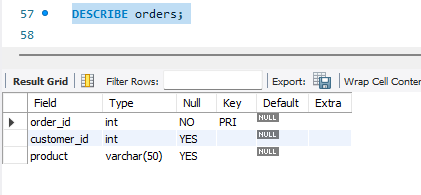 57 DESCRIBE orders;
58
Result Grid Filter Rows: Export: Wrap Cell Conten
Field Type Null Key Default Extra
order_id int NO PRI NULL
customer_id int YES NULL
product varchar(50) YES NULL